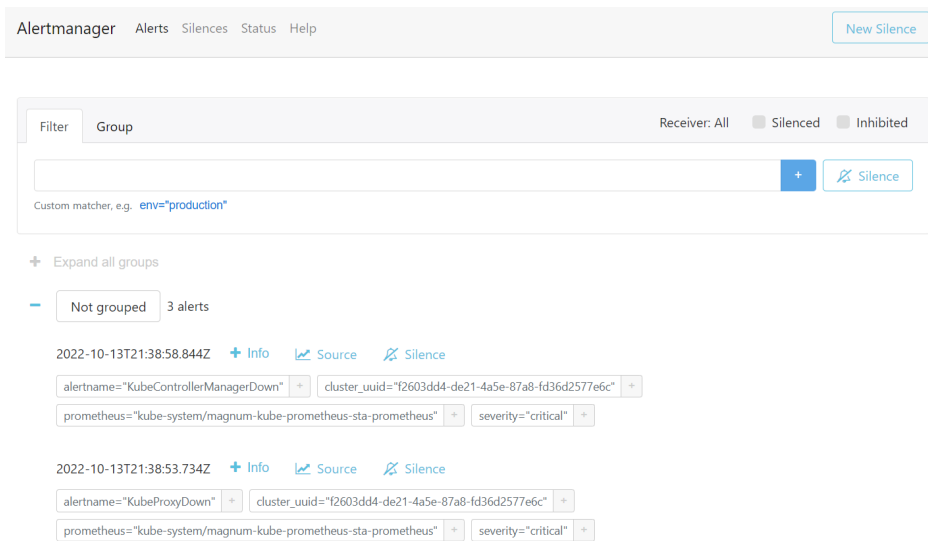 Alertmanager Alerts Silences Status Help New Silence
Filter Group Receiver: All Silenced Inhibited
+ Silence
Custom matcher, e.g. env="production"
+ Expand all groups
− Not grouped 3 alerts
2022-10-13T21:38:58.844Z + Info Source Silence
alertname="KubeControllerManagerDown" + cluster_uuid="f2603dd4-de21-4a5e-87a8-fd36d2577e6c" +
prometheus="kube-system/magnum-kube-prometheus-sta-prometheus" + severity="critical" +
2022-10-13T21:38:53.734Z + Info Source Silence
alertname="KubeProxyDown" + cluster_uuid="f2603dd4-de21-4a5e-87a8-fd36d2577e6c" +
prometheus="kube-system/magnum-kube-prometheus-sta-prometheus" + severity="critical" +